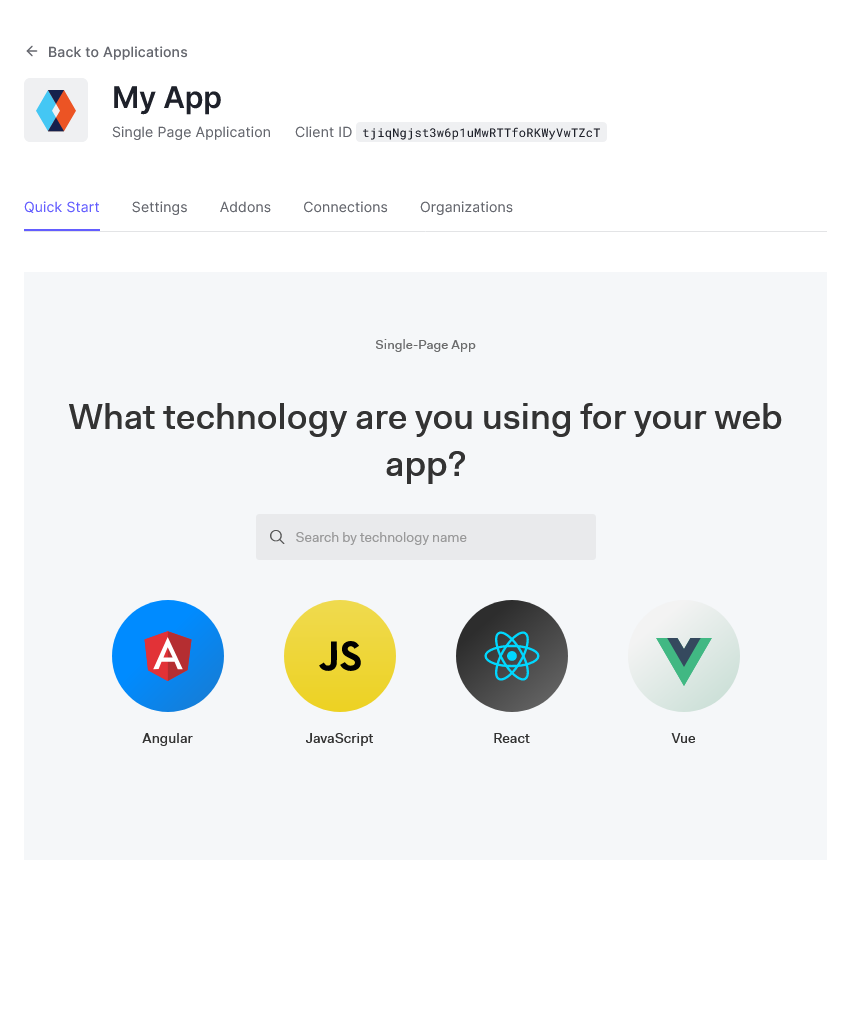 Back to Applications
My App
Single Page Application Client ID tjiqNgjst3w6p1uMwRTTfoRKWyVwTZcT
Quick Start Settings Addons Connections Organizations
Single-Page App
What technology are you using for your web
app?
Search by technology name
A JS
Angular JavaScript React Vue